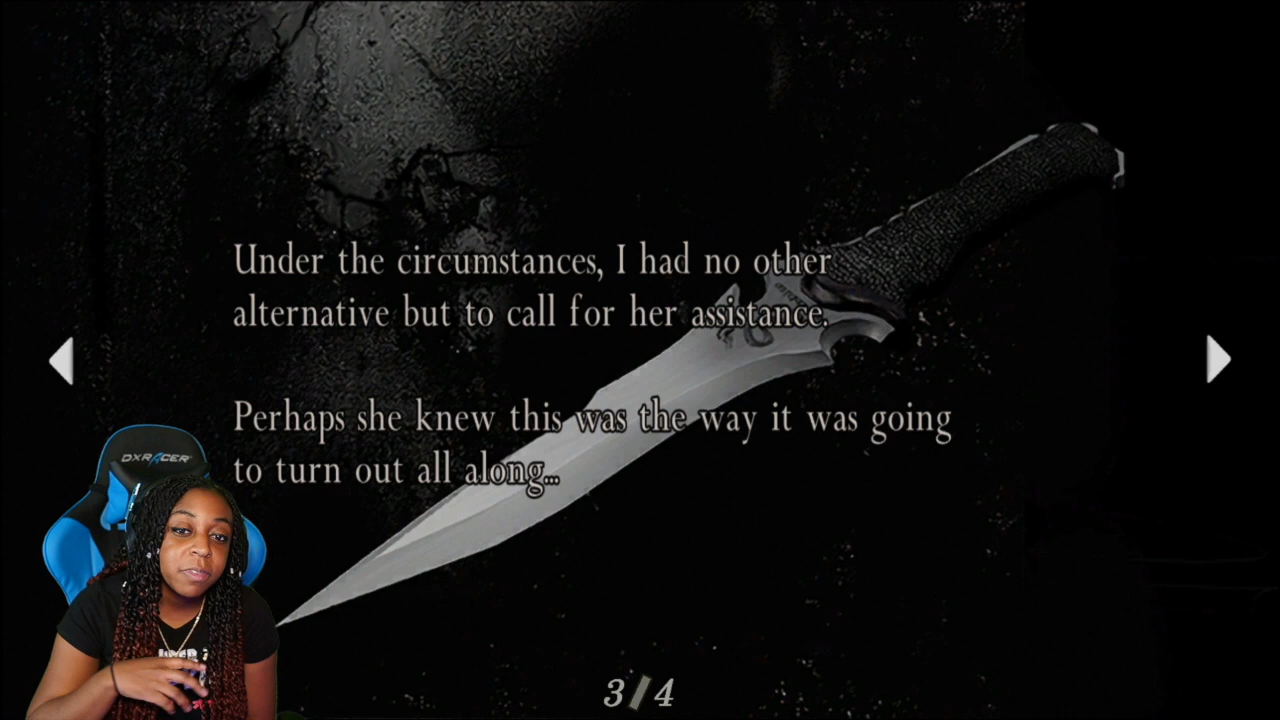 Under the circumstances, I had no other
alternative but to call for her assistance.
Perhaps she knew this was the way it was going
to turn out all along...
DXRACER
3/4